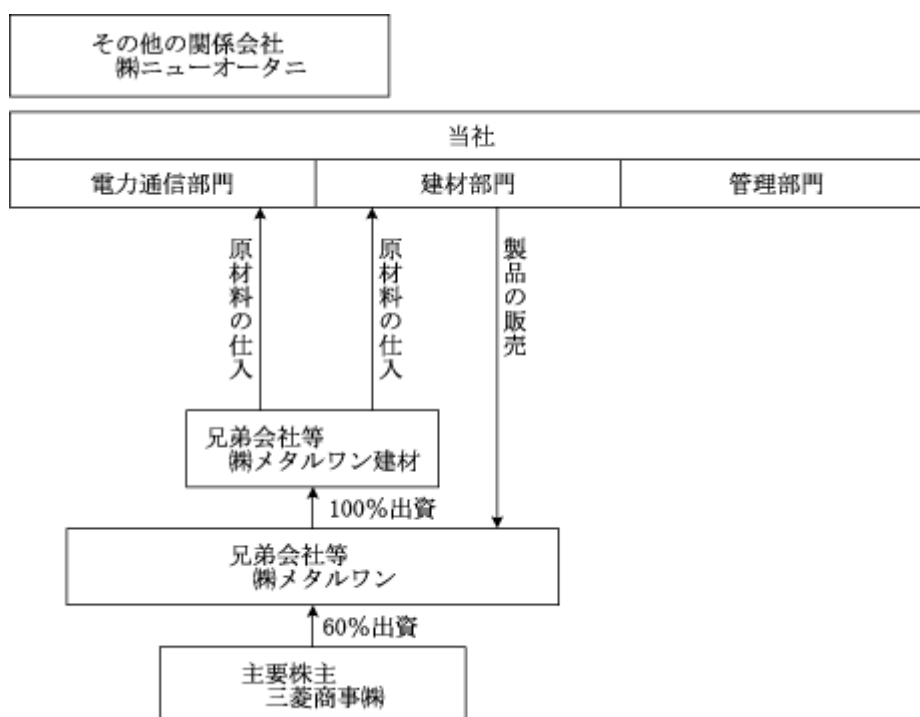 その他の関係会社
㈱ニューオータニ
当社
電力通信部門
建材部門
管理部門
原材料の仕入
原材料の仕入
製品の販売
兄弟会社等
㈱メタルワン建材
100%出資
兄弟会社等
㈱メタルワン
60%出資
主要株主
三菱商事㈱